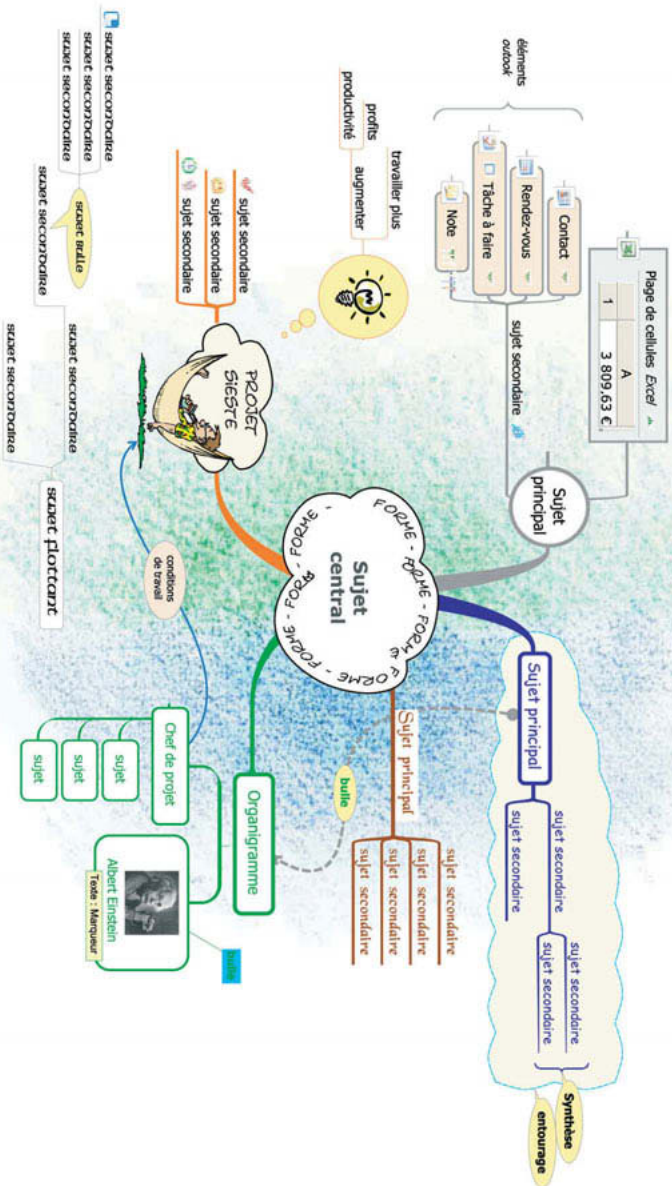 Plage de cellules Excel
A
1
3 809,63 €
éléments
outook
Contact
Rendez-vous
Tâche à faire
Note
sujet secondaire
Sujet
principal
Sujet principal
sujet secondaire
sujet secondaire
sujet secondaire
sujet secondaire
Synthèse
entourage
travailler plus
augmenter
profits
productivité
FORME - FORME - FORME - FORME - FORME - FORME - FORME -
Sujet
central
Sujet principal
sujet secondaire
sujet secondaire
sujet secondaire
sujet secondaire
bulle
PROJET
SIESTE
sujet secondaire
sujet secondaire
sujet secondaire
Organigramme
Chef de projet
sujet
sujet
sujet
Albert Einstein
Texte : Marqueur
bulle
conditions
de travail
sujet flottant
sujet secondaire
sujet secondaire
sujet secondaire
sujet bulle
sujet secondaire
sujet secondaire
sujet secondaire